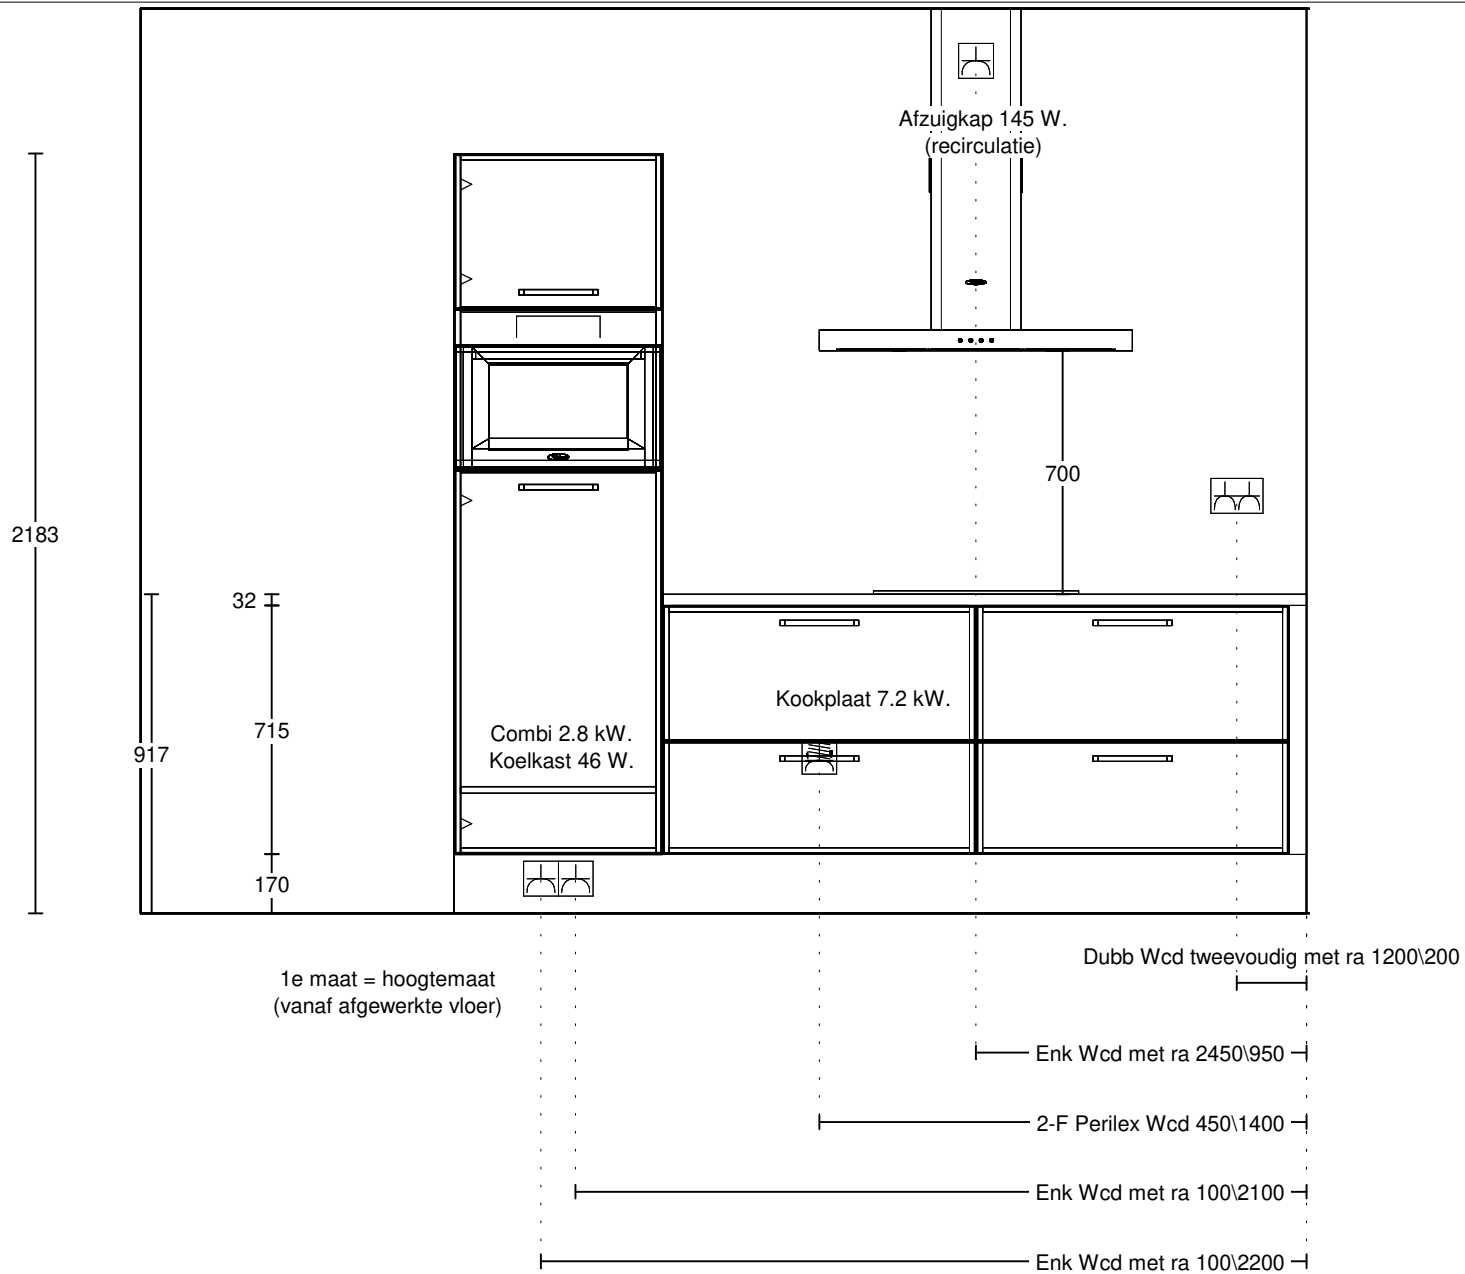 Afzuigkap 145 W.
(recirculatie)
700
2183
32
715
917
170
Kookplaat 7.2 kW.
Combi 2.8 kW.
Koelkast 46 W.
1e maat = hoogtemaat
(vanaf afgewerkte vloer)
Dubb Wcd tweevoudig met ra 1200\200
Enk Wcd met ra 2450\950
2-F Perilex Wcd 450\1400
Enk Wcd met ra 100\2100
Enk Wcd met ra 100\2200